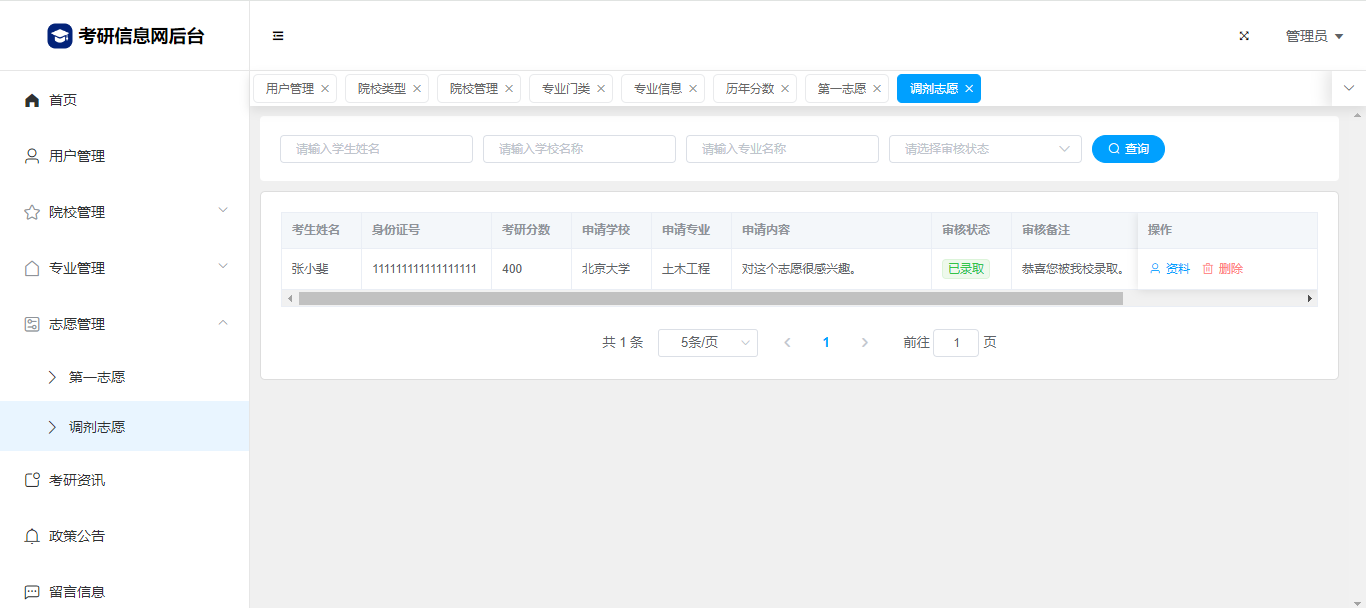 考研信息网后台
管理员
用户管理 院校类型 院校管理 专业门类 专业信息 历年分数 第一志愿 调剂志愿
首页
用户管理
院校管理
专业管理
志愿管理
第一志愿
调剂志愿
考研资讯
政策公告
留言信息
请输入学生姓名 请输入学校名称 请输入专业名称 请选择审核状态 查询
考生姓名 身份证号 考研分数 申请学校 申请专业 申请内容 审核状态 审核备注 操作
张小斐 111111111111111111 400 北京大学 土木工程 对这个志愿很感兴趣。 已录取 恭喜您被我校录取。 资料 删除
共 1 条 5条/页 1 前往 1 页